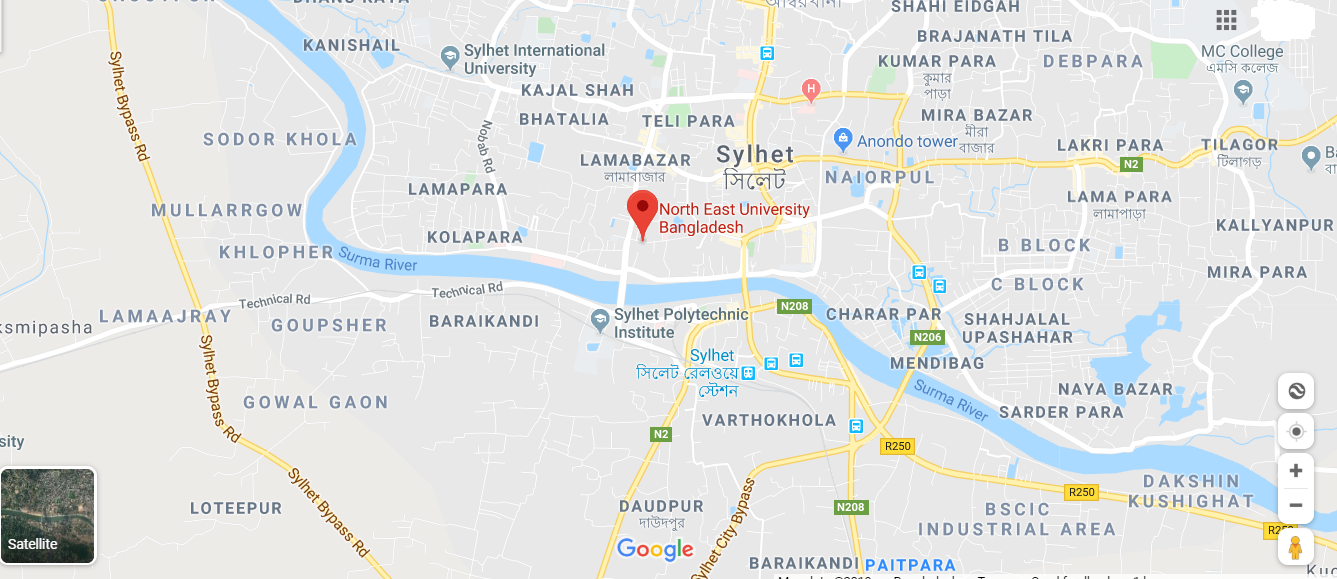 SHAHI EIDGAH
KANISHAIL
Sylhet International
University
BRAJANATH TILA
MC College
এমসি কলেজ
KUMAR PARA
কুমার
পাড়া
DEBPARA
Sylhet Bypass Rd
KAJAL SHAH
H
BHATALIA
TELI PARA
MIRA BAZAR
মীরা
বাজার
Nobab Rd
SODOR KHOLA
Anondo tower
LAKRI PARA
TILAGOR
টিলাগড়
Sylhet
সিলেট
LAMABAZAR
লামাবাজার
N2
NAIORPUL
LAMAPARA
LAMA PARA
লামাপাড়া
MULLARRGOW
North East University
Bangladesh
KALLYANPUR
KOLAPARA
KHLOPHER
Surma River
B BLOCK
MIRA PARA
C BLOCK
Technical Rd
Technical Rd
N208
LAMAAJRAY
GOUPSHER
BARAIKANDI
Sylhet Polytechnic
Institute
CHARAR PAR
SHAHJALAL
UPASHAHAR
ksmipasha
N206
Sylhet
সিলেট রেলওয়ে
স্টেশন
MENDIBAG
Sylhet Bypass Rd
Surma River
NAYA BAZAR
GOWAL GAON
SARDER PARA
VARTHOKHOLA
N2
R250
sity
DAKSHIN
KUSHIGHAT
R250
LOTEEPUR
Sylhet Bypass Rd
DAUDPUR
দাউদপুর
N208
Sylhet City Bypass
BSCIC
INDUSTRIAL AREA
Satellite
Google
BARAIKANDI
PAITPARA